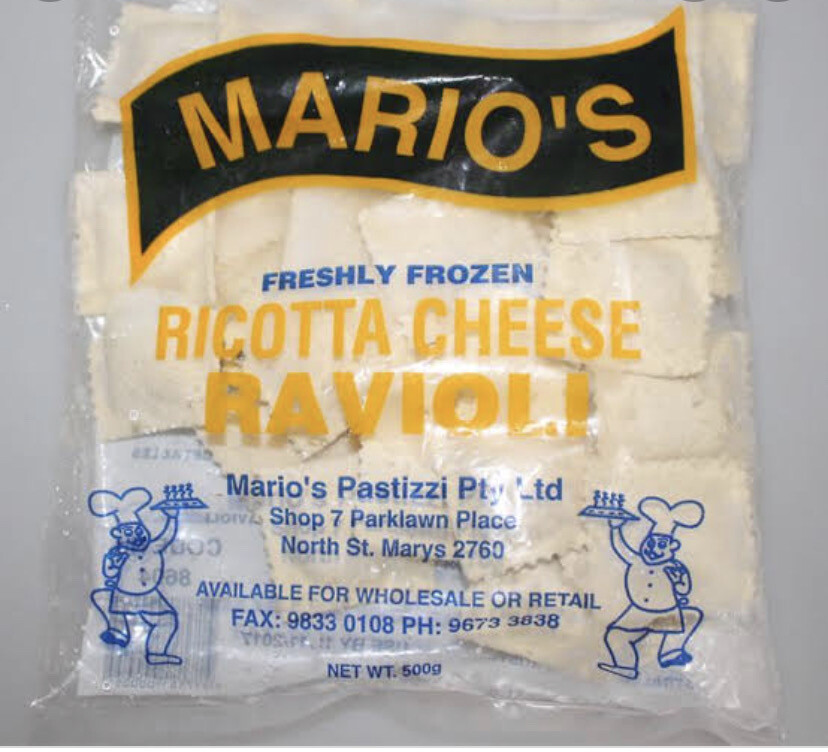 MARIO'S
FRESHLY FROZEN
RICOTTA CHEESE
RAVIOLI
Mario's Pastizzi Pty Ltd
Shop 7 Parklawn Place
North St. Marys 2760
AVAILABLE FOR WHOLESALE OR RETAIL
FAX: 9833 0108 PH: 9673 3838
NET WT. 500g